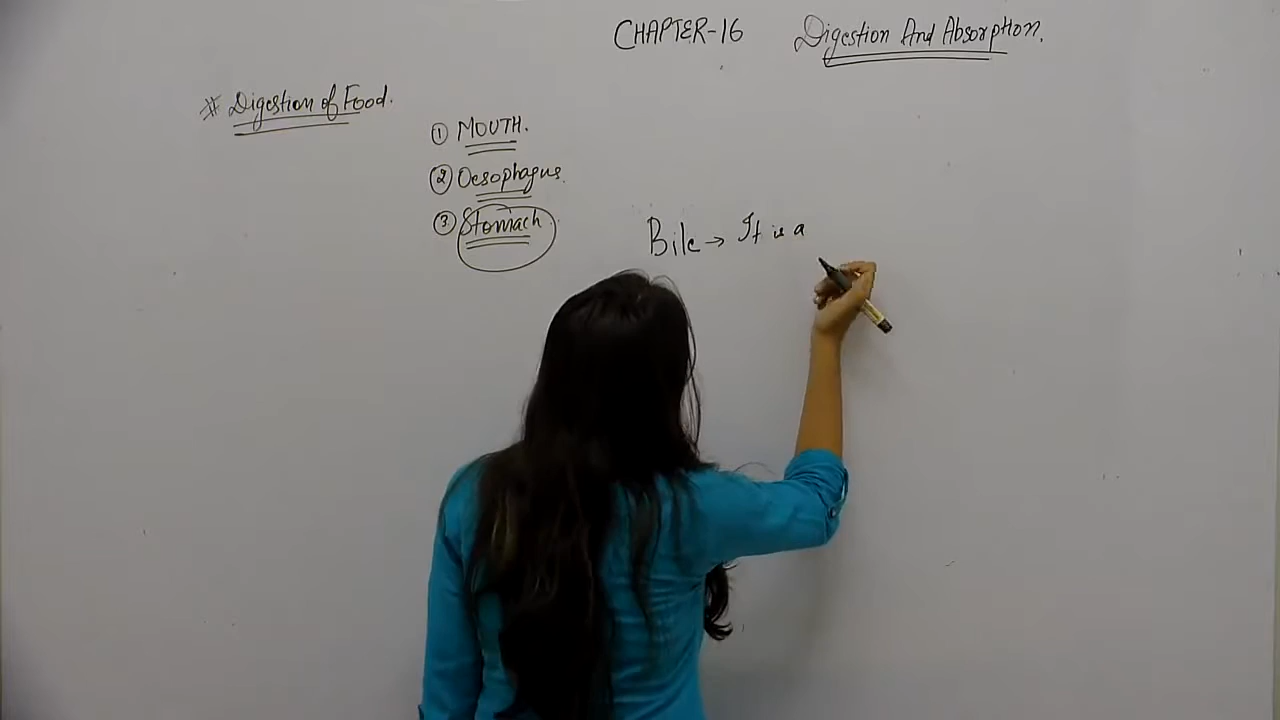 CHAPTER-16 Digestion And Absorption.
# Digestion of Food.
① MOUTH.
② Oesophagus.
③ Stomach.
Bile → It is a